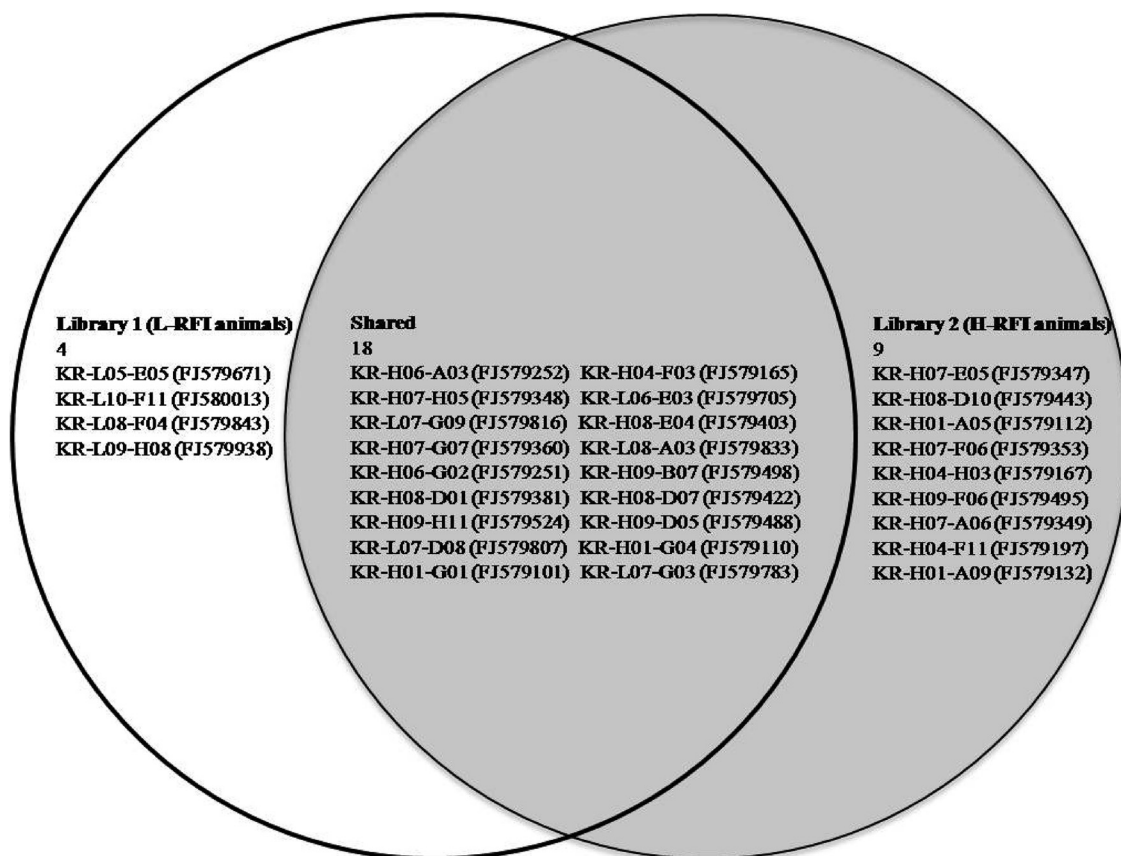 Library 1 (L-RFI animals)
4
KR-L05-E05 (FJ579671)
KR-L10-F11 (FJ580013)
KR-L08-F04 (FJ579843)
KR-L09-H08 (FJ579938)
Shared
18
KR-H06-A03 (FJ579252) KR-H04-F03 (FJ579165)
KR-H07-H05 (FJ579348) KR-L06-E03 (FJ579705)
KR-L07-G09 (FJ579816) KR-H08-E04 (FJ579403)
KR-H07-G07 (FJ579360) KR-L08-A03 (FJ579833)
KR-H06-G02 (FJ579251) KR-H09-B07 (FJ579498)
KR-H08-D01 (FJ579381) KR-H08-D07 (FJ579422)
KR-H09-H11 (FJ579524) KR-H09-D05 (FJ579488)
KR-L07-D08 (FJ579807) KR-H01-G04 (FJ579110)
KR-H01-G01 (FJ579101) KR-L07-G03 (FJ579783)
Library 2 (H-RFI animals)
9
KR-H07-E05 (FJ579347)
KR-H08-D10 (FJ579443)
KR-H01-A05 (FJ579112)
KR-H07-F06 (FJ579353)
KR-H04-H03 (FJ579167)
KR-H09-F06 (FJ579495)
KR-H07-A06 (FJ579349)
KR-H04-F11 (FJ579197)
KR-H01-A09 (FJ579132)